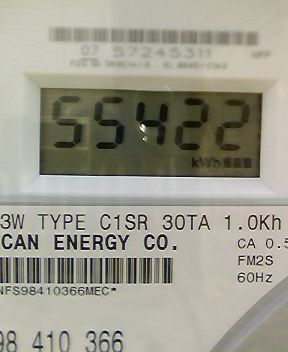 07 57245311
55422
kWh
3W TYPE C1SR 30TA 1.0Kh
CAN ENERGY CO.
CA 0.5
FM2S
60Hz
NFS98410366MEC*
98 410 366